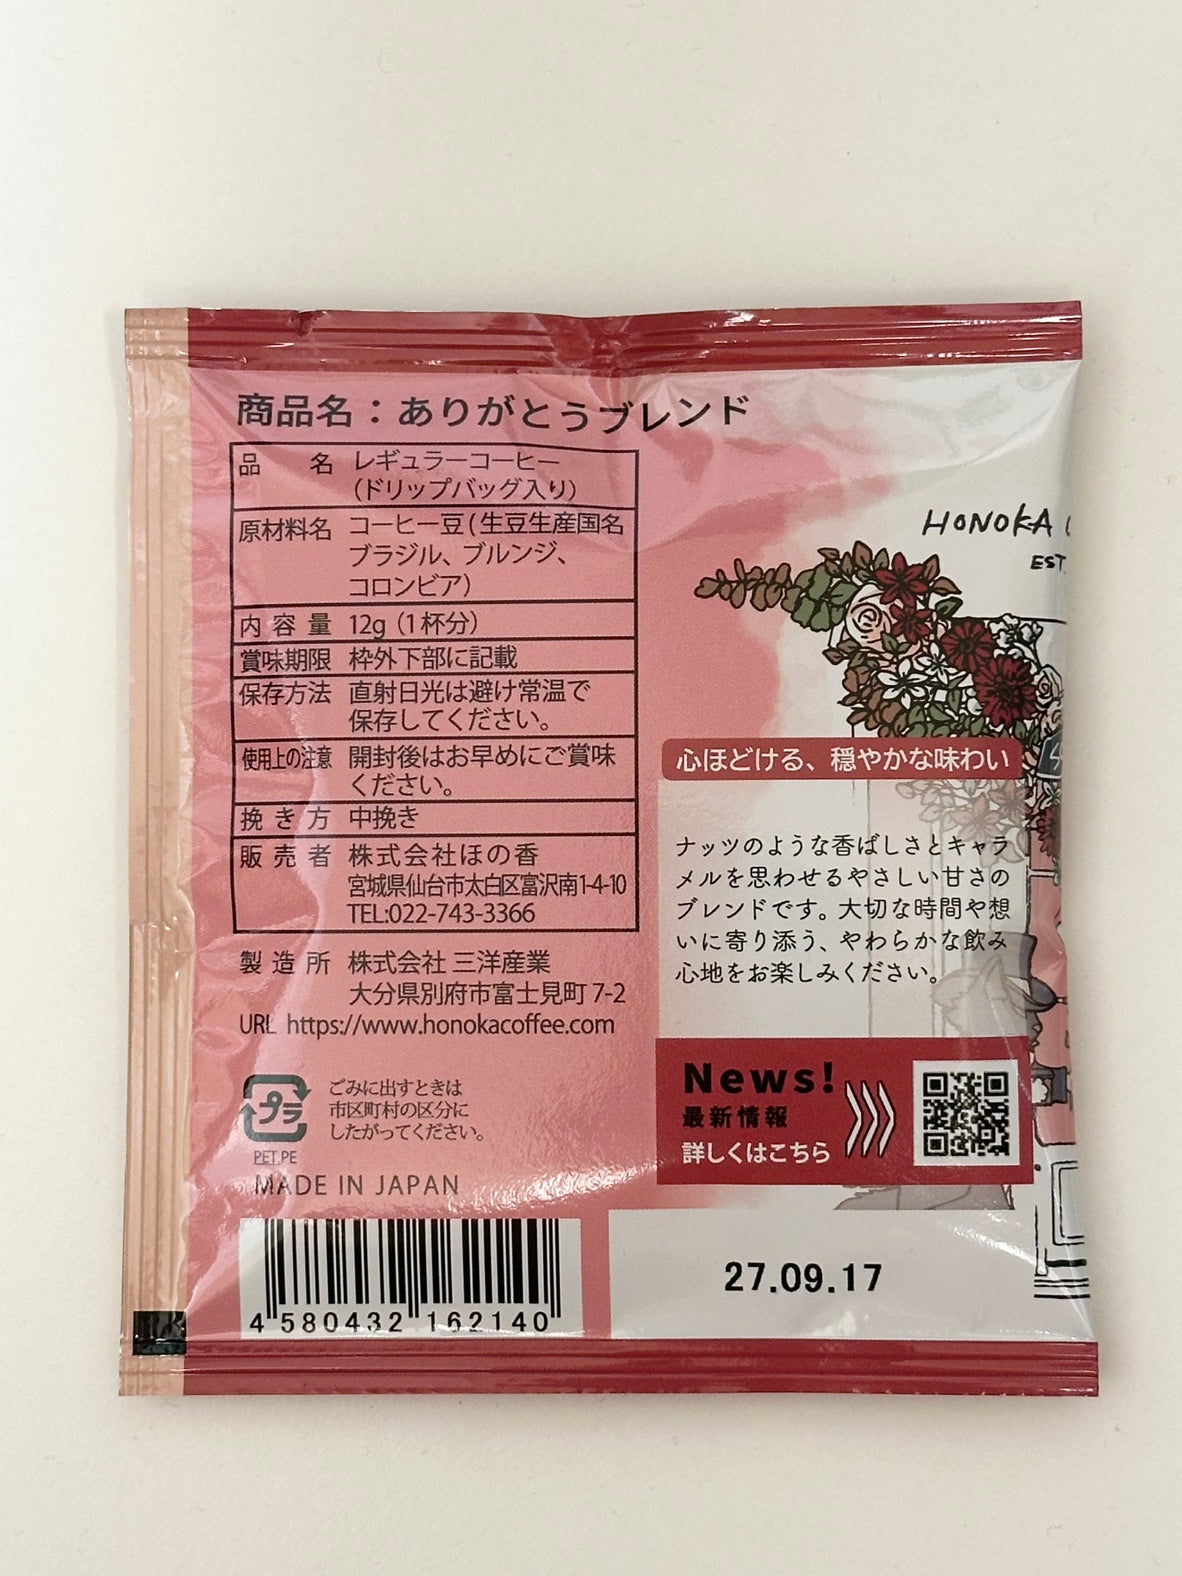 商品名：ありがとうブレンド
品名 レギュラーコーヒー
（ドリップバッグ入り）
原材料名 コーヒー豆（生豆生産国名
ブラジル、ブルンジ、
コロンビア）
内容量 12g（1杯分）
賞味期限 枠外下部に記載
保存方法 直射日光は避け常温で
保存してください。
使用上の注意 開封後はお早めにご賞味
ください。
挽き方 中挽き
販売者 株式会社ほの香
宮城県仙台市太白区富沢南1-4-10
TEL:022-743-3366
製造所 株式会社 三洋産業
大分県別府市富士見町 7-2
URL https://www.honokacoffee.com
プラ
ごみに出すときは
市区町村の区分に
したがってください。
PET.PE
MADE IN JAPAN
4 580432 162140
HONOKA
EST.
心ほどける、穏やかな味わい
ナッツのような香ばしさとキャラ
メルを思わせるやさしい甘さの
ブレンドです。大切な時間や想
いに寄り添う、やわらかな飲み
心地をお楽しみください。
News!
最新情報
詳しくはこちら
27.09.17